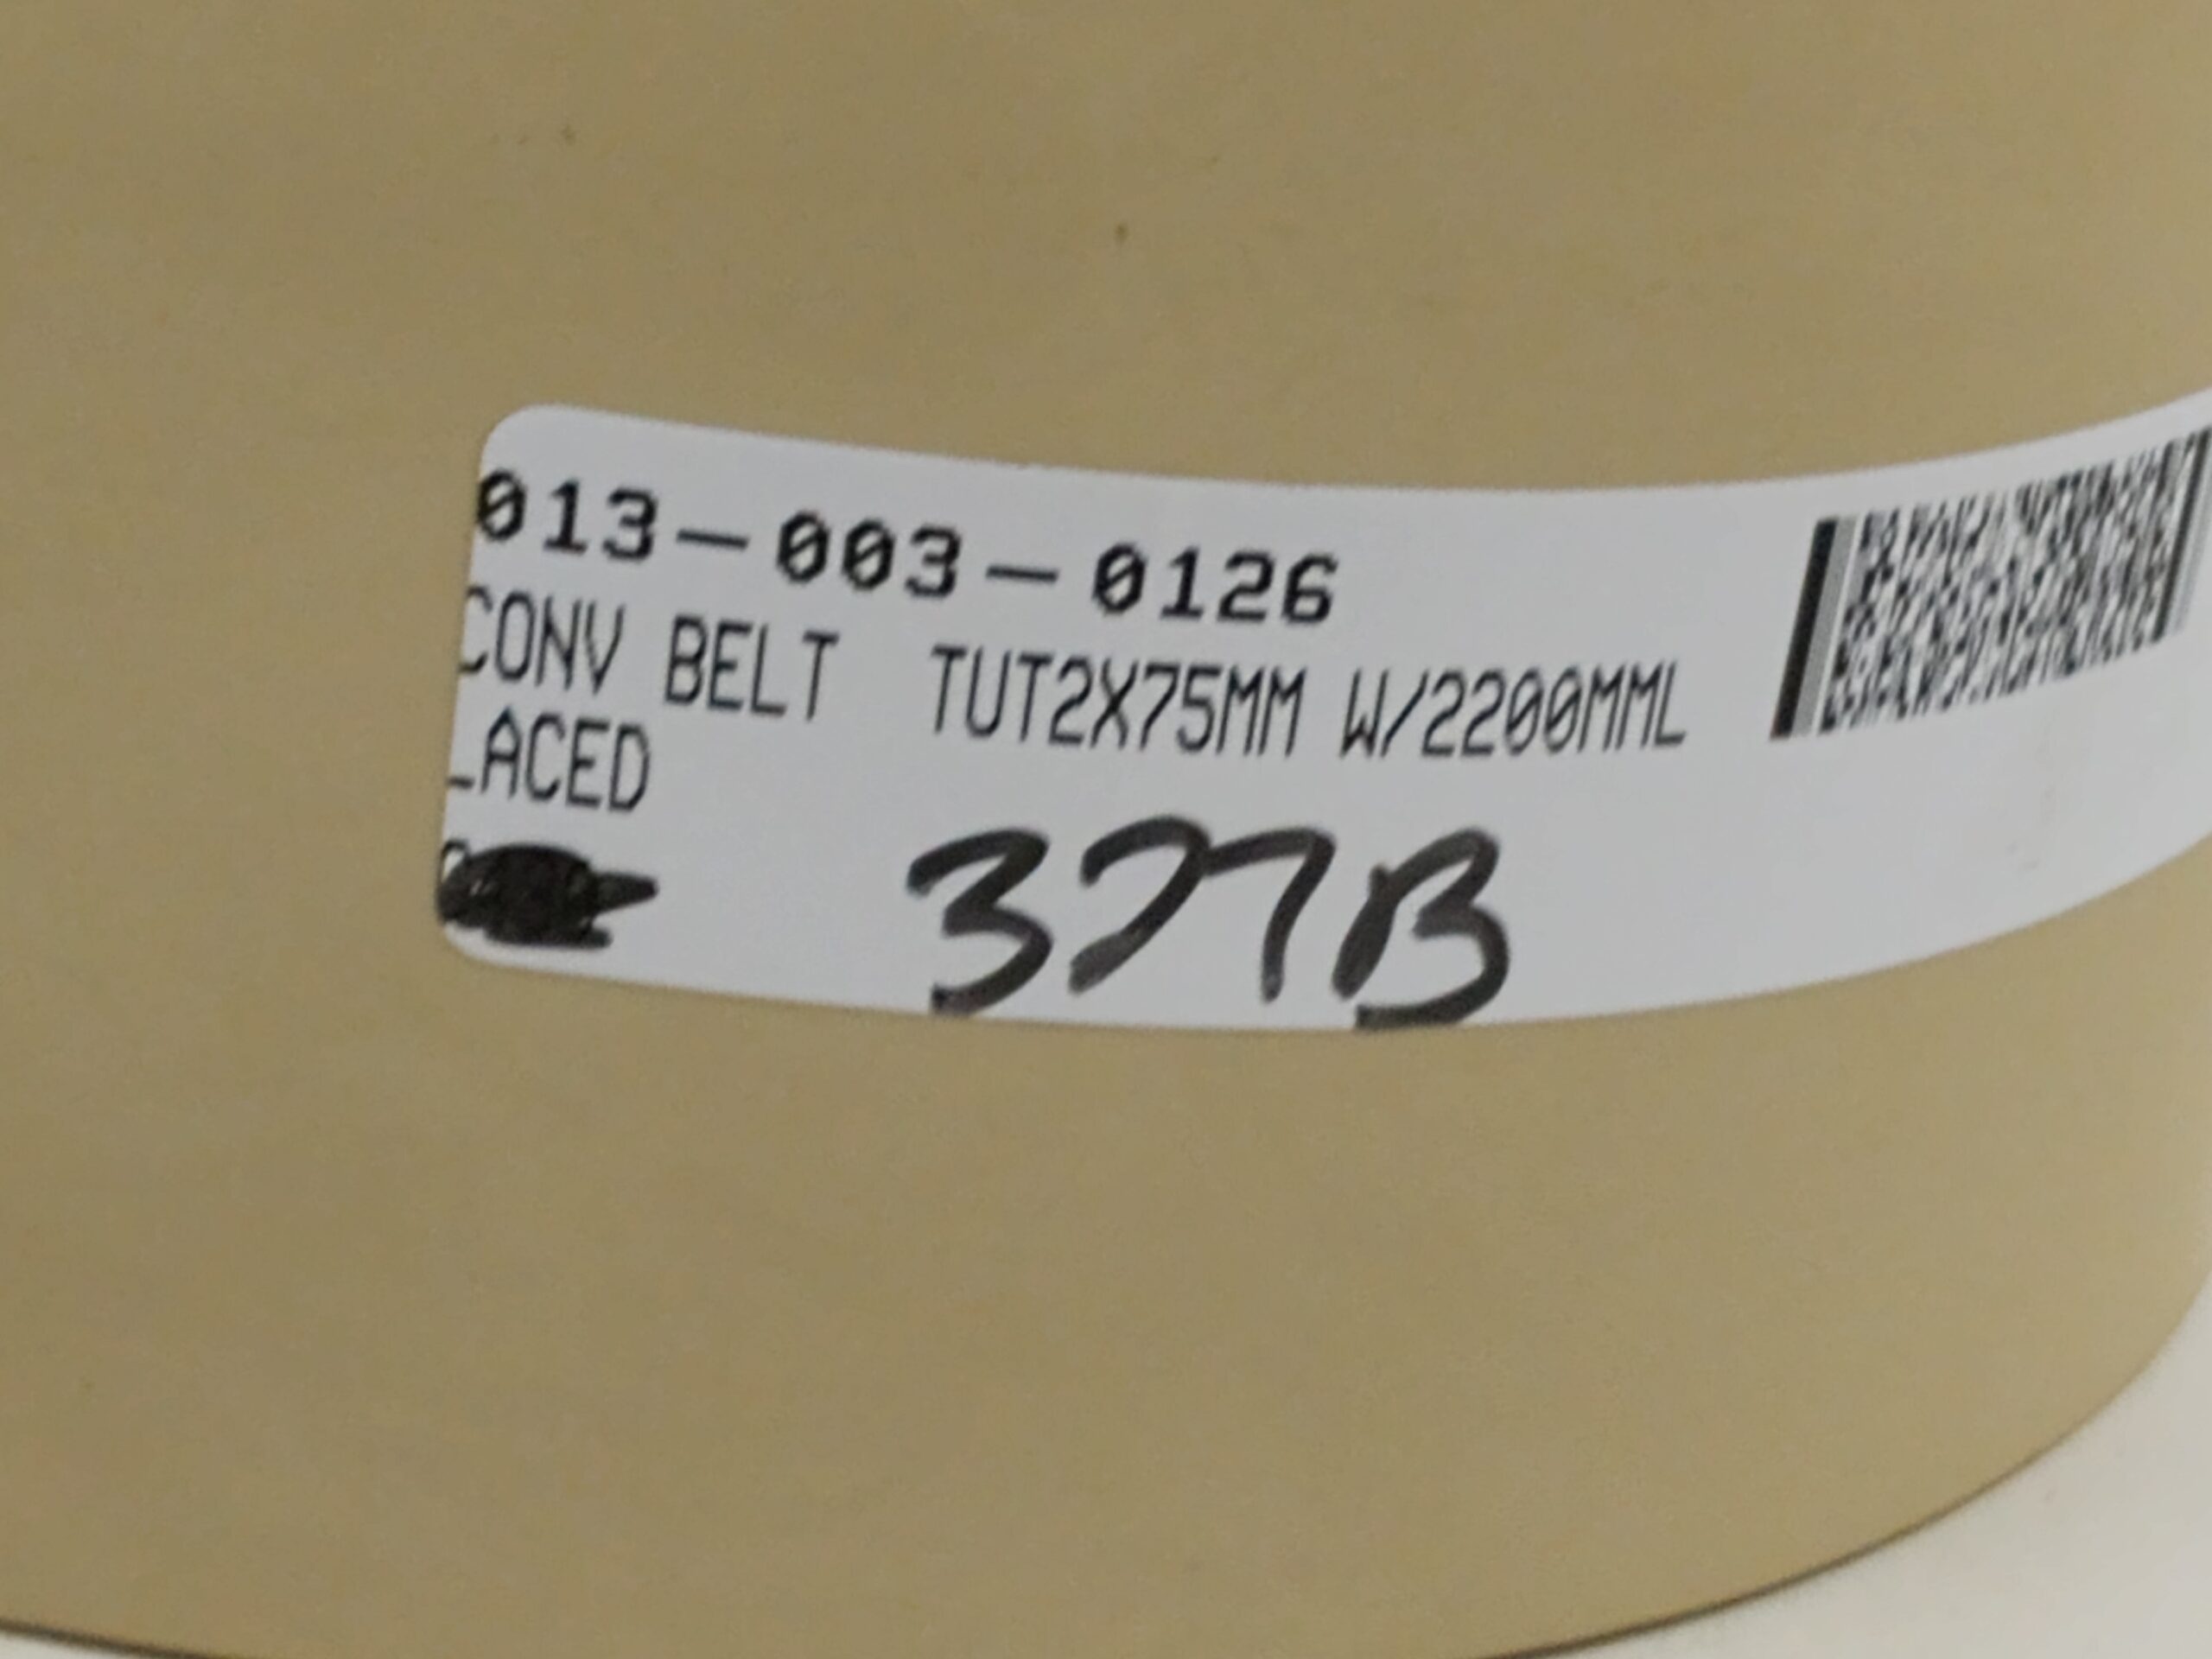 013-003-0126
CONV BELT TUT2X75MM W/2200MML
LACED
377B